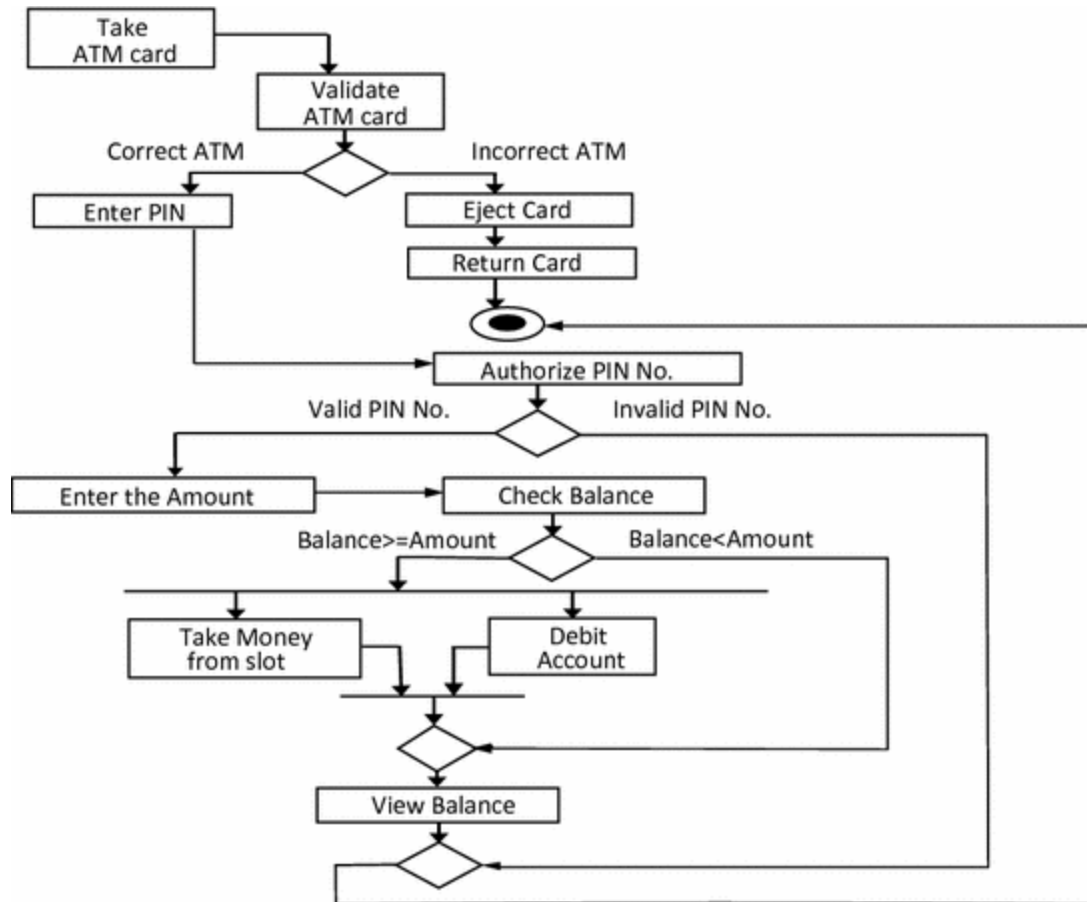 Take
ATM card
Validate
ATM card
Correct ATM
Incorrect ATM
Enter PIN
Eject Card
Return Card
Authorize PIN No.
Valid PIN No.
Invalid PIN No.
Enter the Amount
Check Balance
Balance>=Amount
Balance<Amount
Take Money
from slot
Debit
Account
View Balance